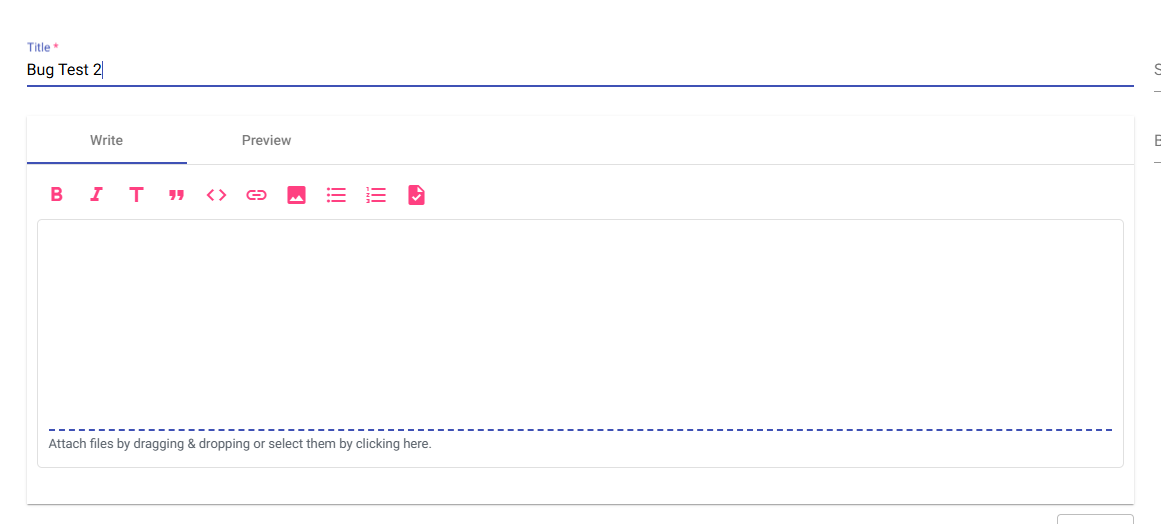 Title *
Bug Test 2
Write Preview
Attach files by dragging & dropping or select them by clicking here.